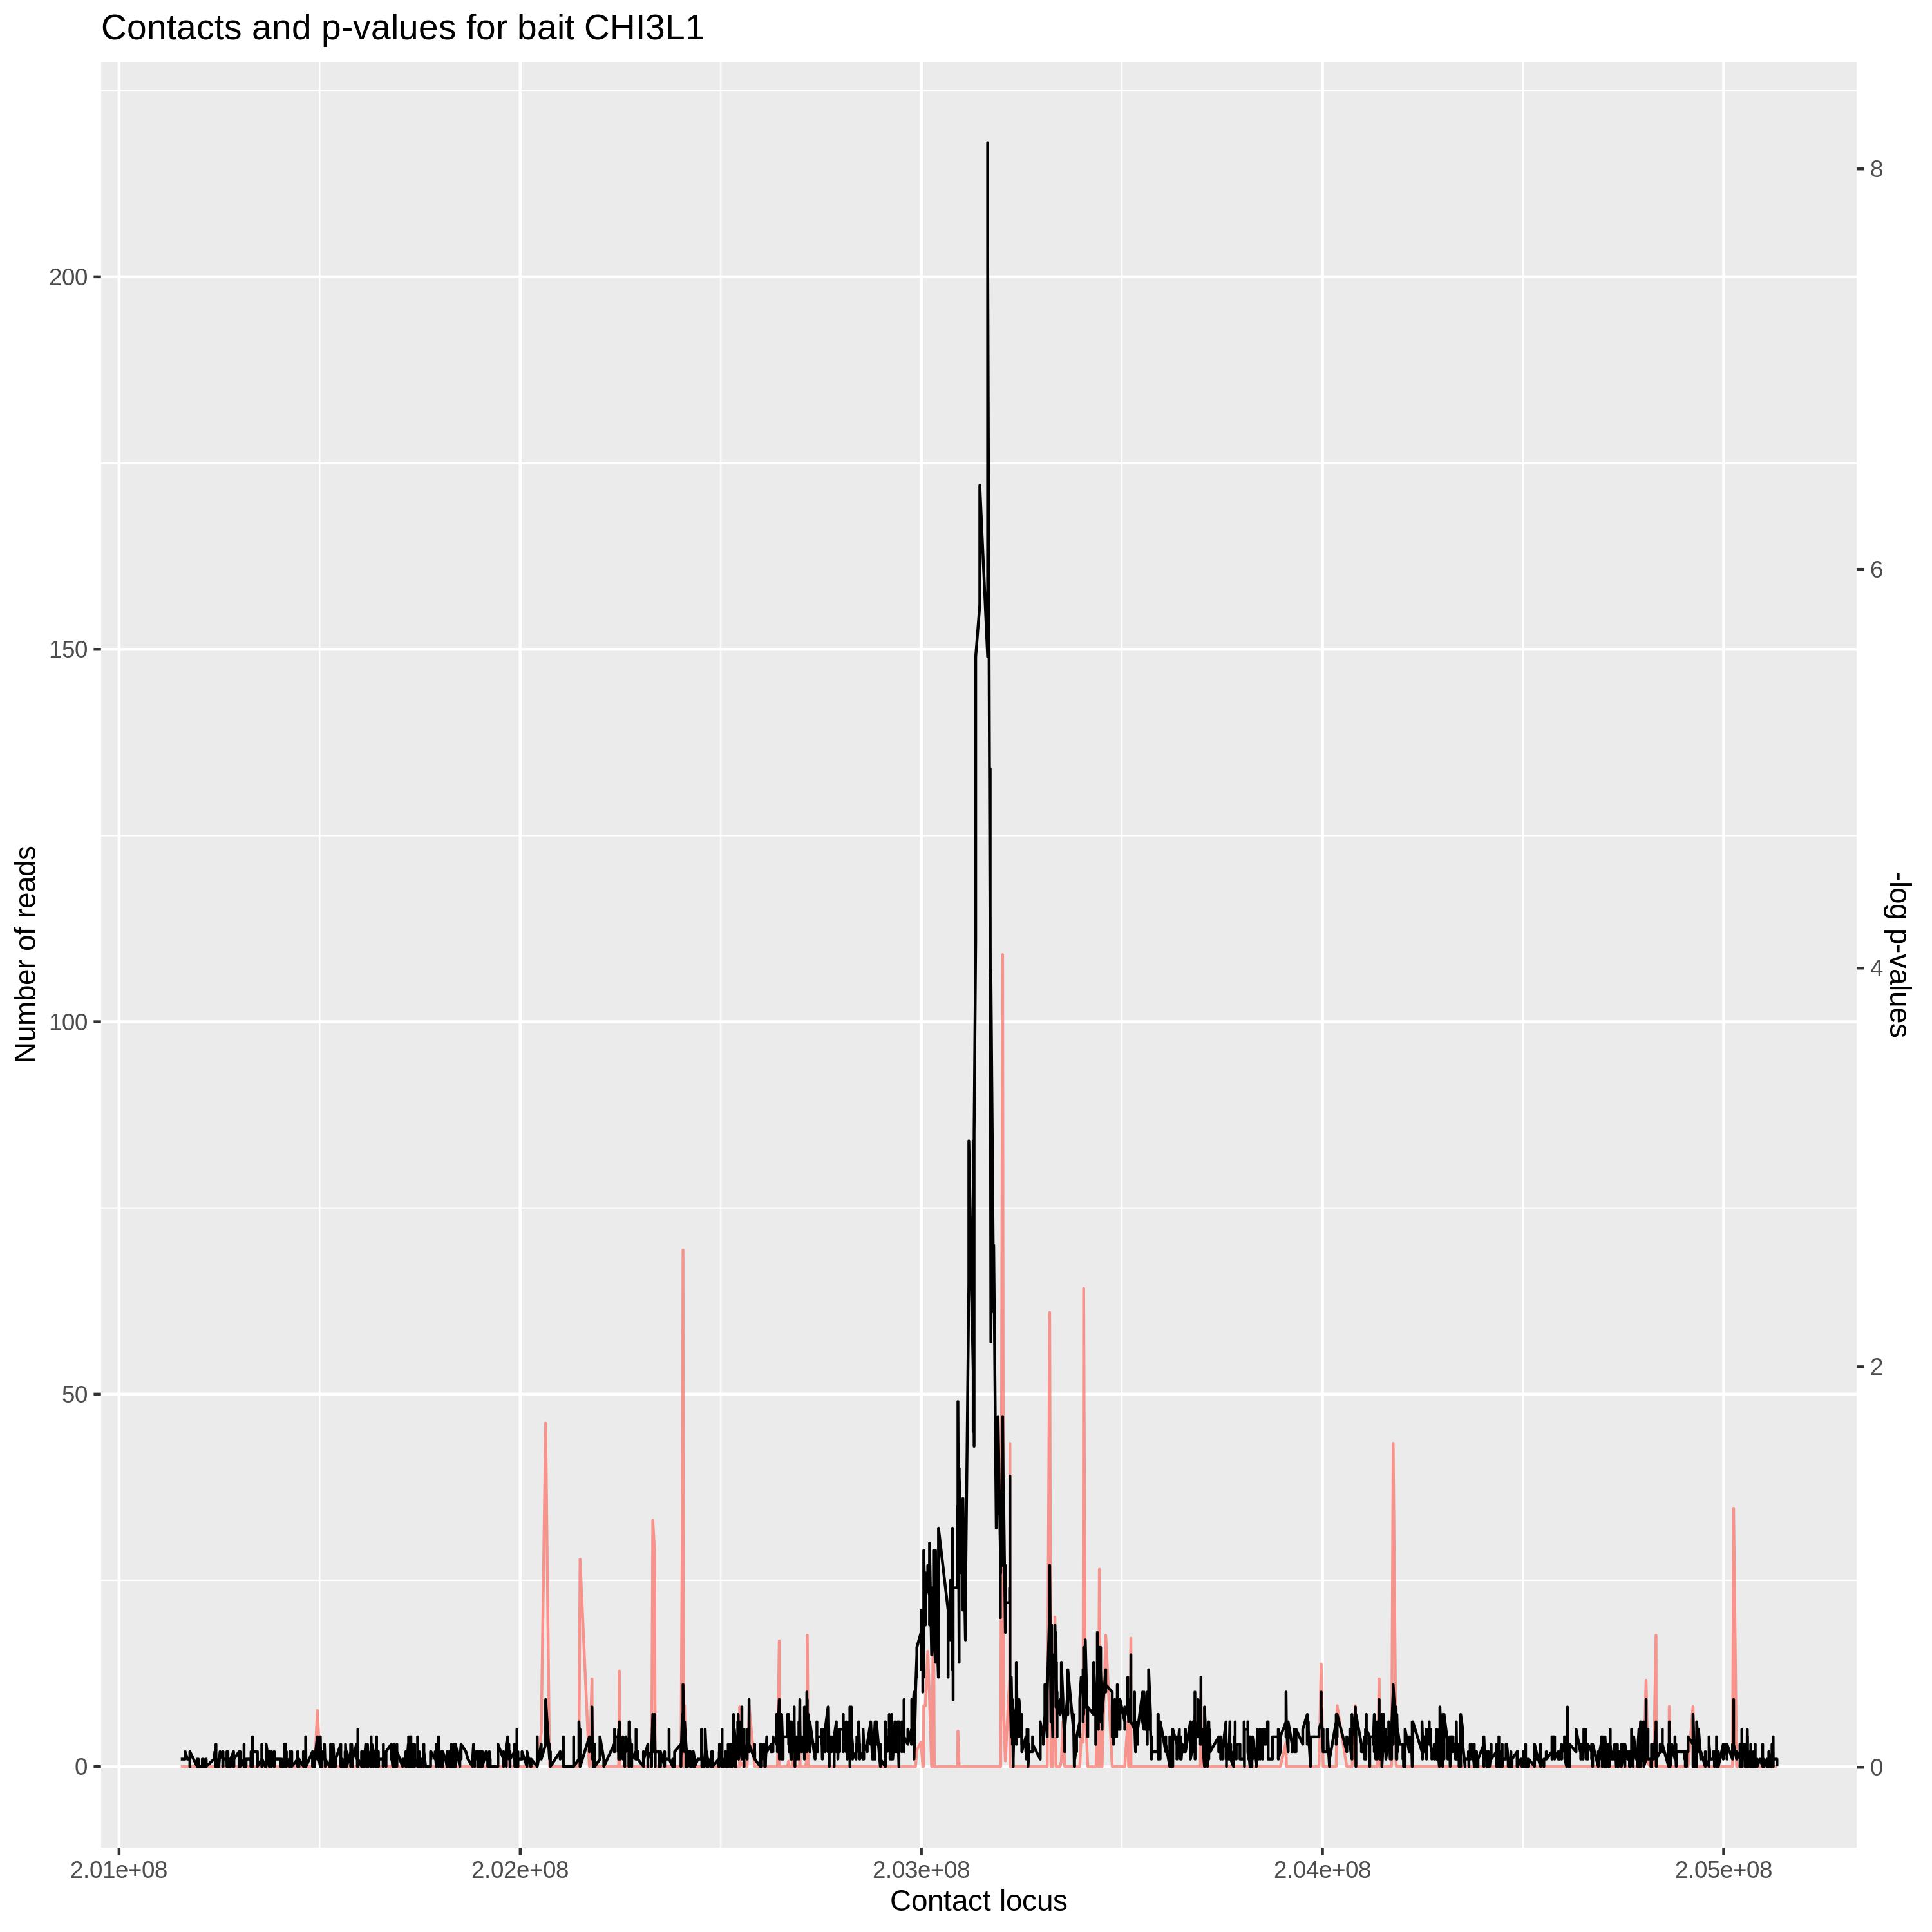 Contacts and p-values for bait CHI3L1
Number of reads
200
150
100
50
0
8
6
4
2
0
-log p-values
2.01e+08
2.02e+08
2.03e+08
2.04e+08
2.05e+08
Contact locus